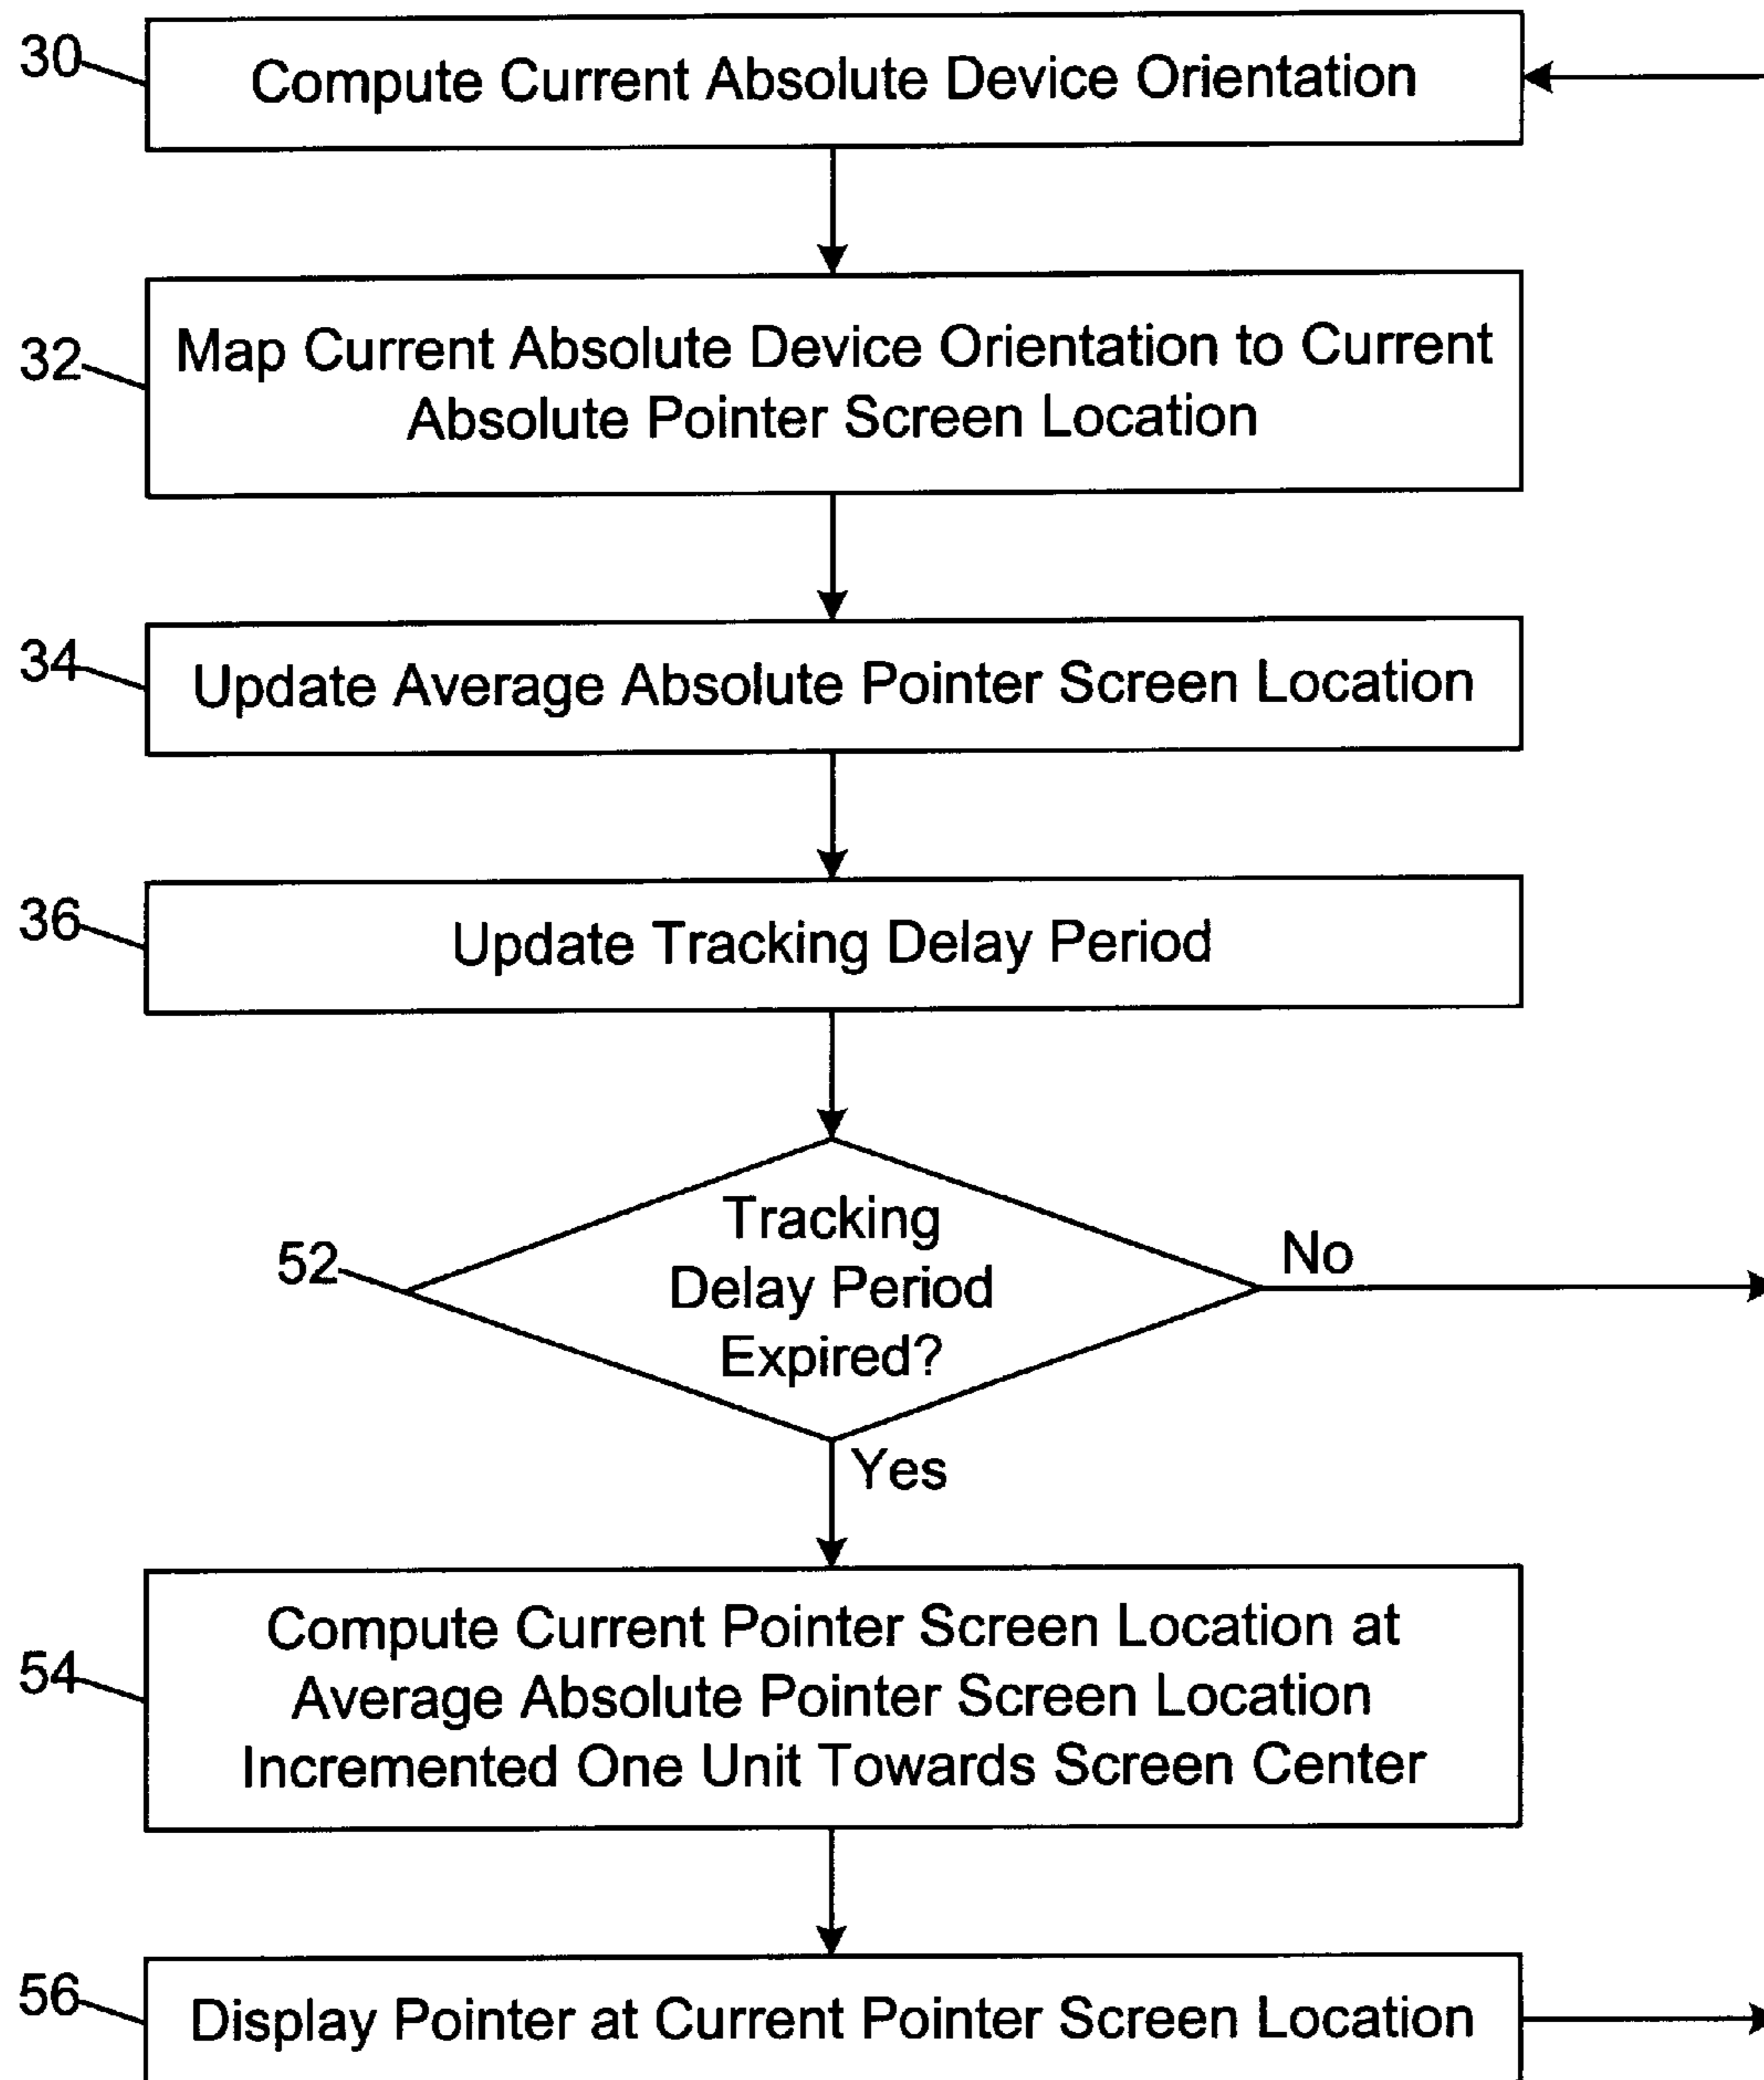 30
Compute Current Absolute Device Orientation
32
Map Current Absolute Device Orientation to Current
Absolute Pointer Screen Location
34
Update Average Absolute Pointer Screen Location
36
Update Tracking Delay Period
52
Tracking
Delay Period
Expired?
No
Yes
54
Compute Current Pointer Screen Location at
Average Absolute Pointer Screen Location
Incremented One Unit Towards Screen Center
56
Display Pointer at Current Pointer Screen Location